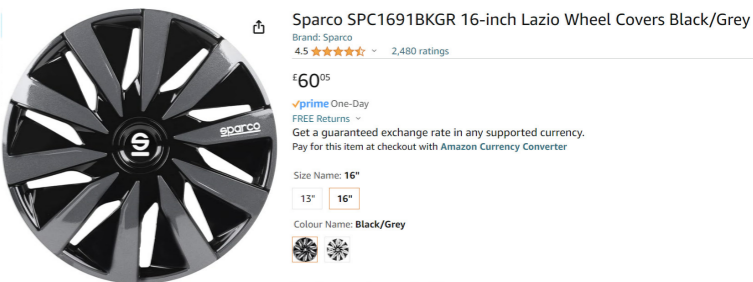 Sparco SPC1691BKGR 16-inch Lazio Wheel Covers Black/Grey
Brand: Sparco
4.5 2,480 ratings
£6005
prime One-Day
FREE Returns
Get a guaranteed exchange rate in any supported currency.
Pay for this item at checkout with Amazon Currency Converter
Size Name: 16"
13" 16"
Colour Name: Black/Grey
sparco
S